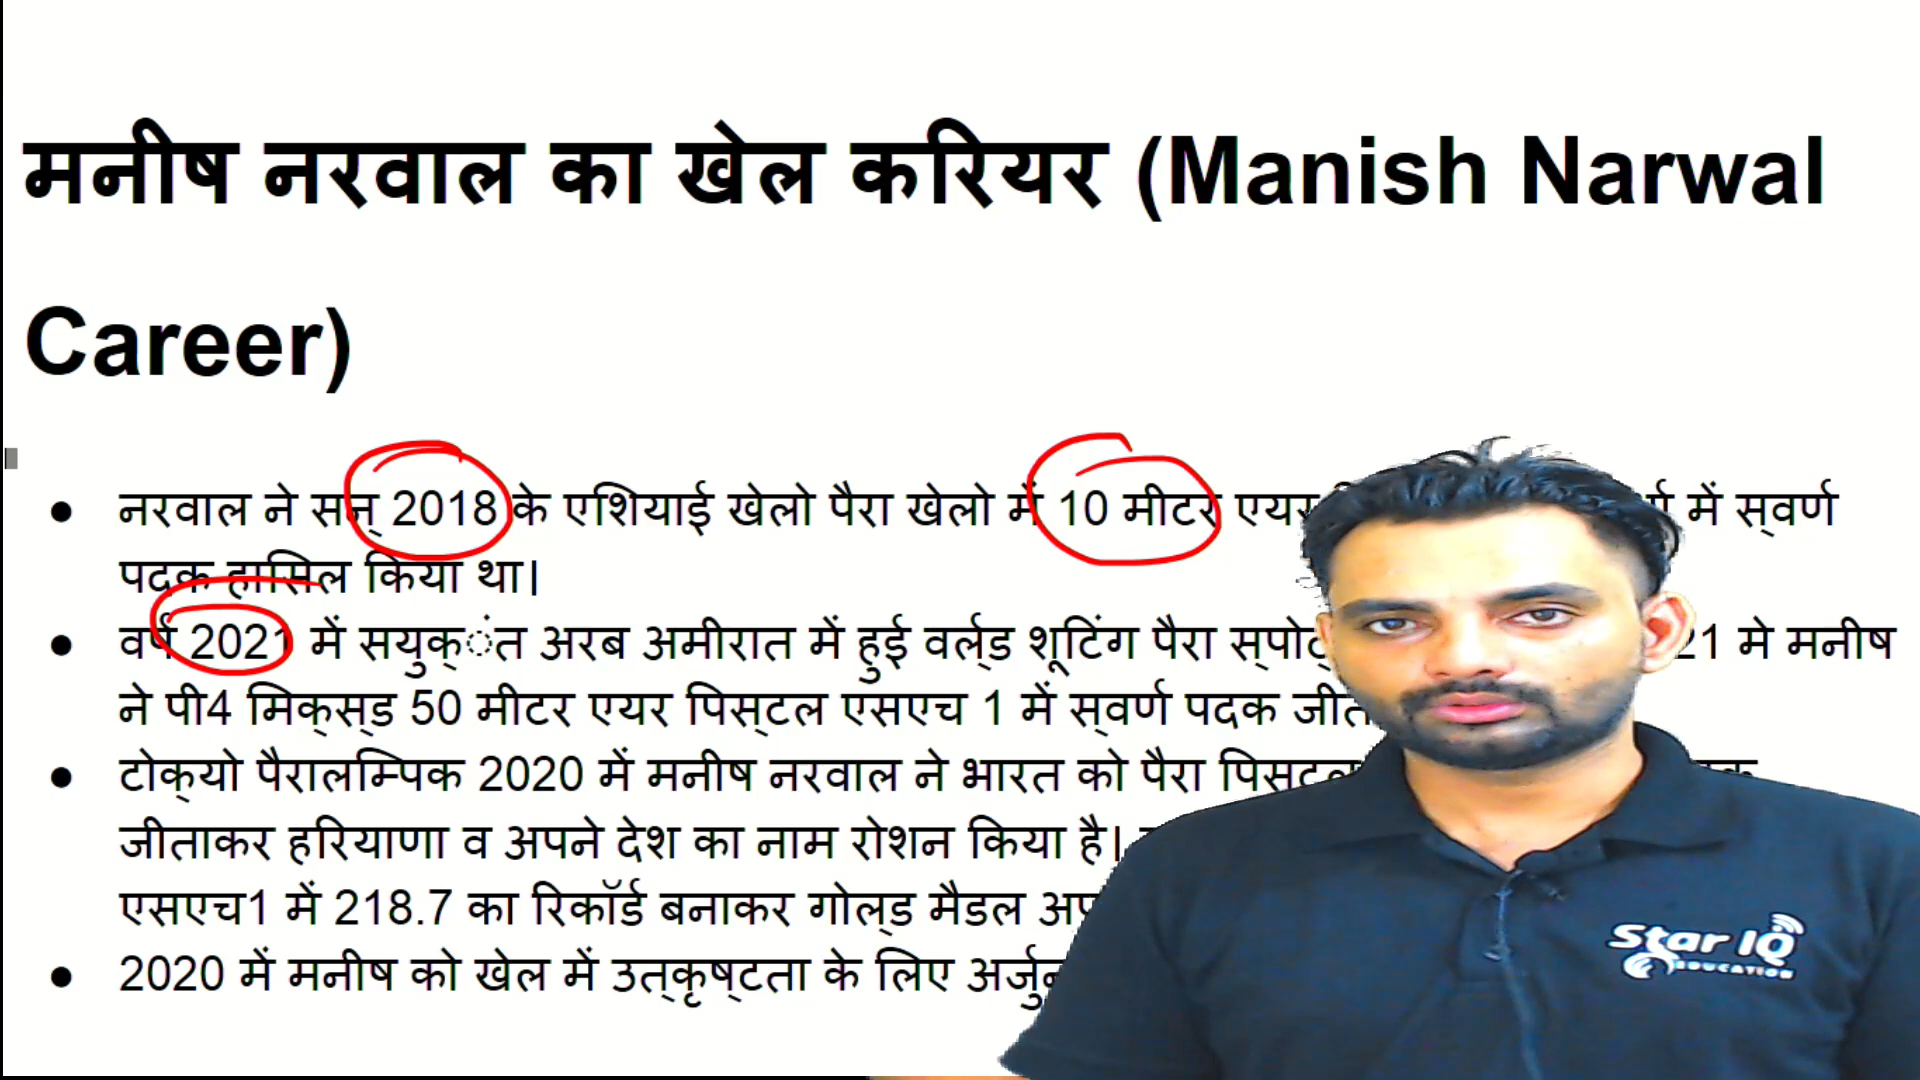 मनीष नरवाल का खेल करियर (Manish Narwal
Career)
नरवाल ने सन् 2018 के एशियाई खेलो पैरा खेलो में 10 मीटर एयर में स्वर्ण
पदक हासिल किया था।
वर्ष 2021 में सयुक्ंत अरब अमीरात में हुई वर्ल्ड शूटिंग पैरा 21 मे मनीष
ने पी4 मिक्स्ड 50 मीटर एयर पिस्टल एसएच 1 में स्वर्ण पदक
टोक्यो पैरालम्पिक 2020 में मनीष नरवाल ने भारत को पैरा
जीताकर हरियाणा व अपने देश का नाम रोशन किया है।
एसएच1 में 218.7 का रिकॉर्ड बनाकर गोल्ड मैडल
2020 में मनीष को खेल में उत्कृष्टता के लिए
Star IQ
EDUCATION